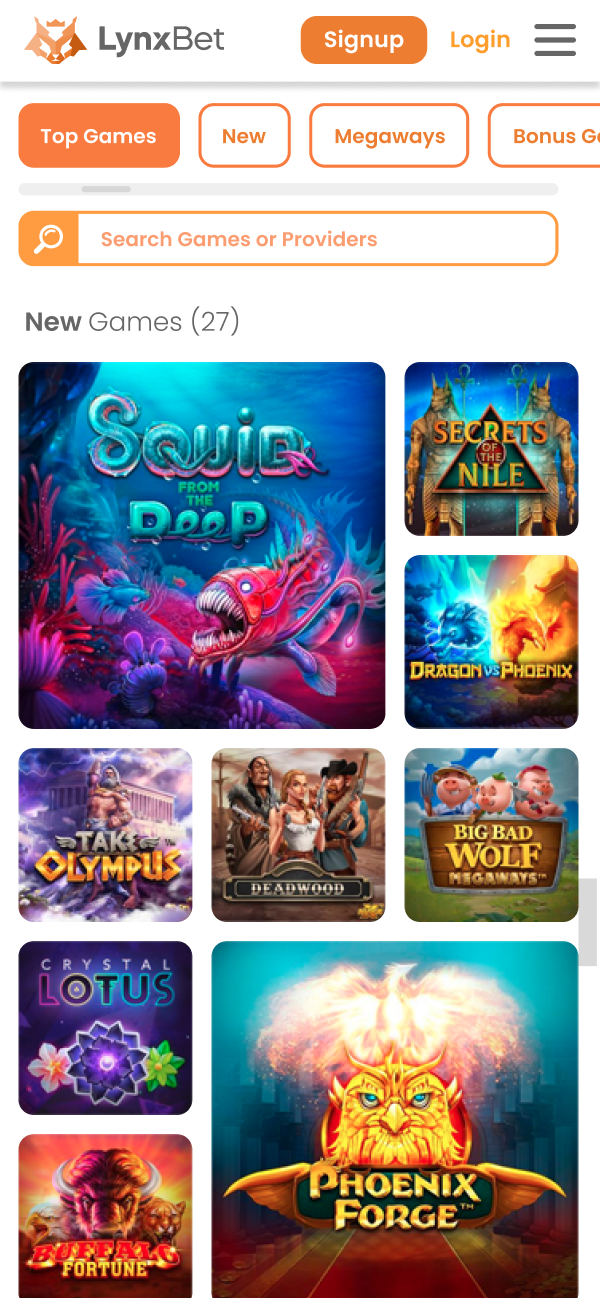 LynxBet
Signup
Login
Top Games
New
Megaways
Bonus Ga
Search Games or Providers
New Games (27)
SQUID
FROM
THE
DEEP
SECRETS
OF
THE
NILE
DRAGON VS PHOENIX
TAKE
OLYMPUS
DEADWOOD
BIG BAD
WOLF
MEGAWAYS™
CRYSTAL
LOTUS
PHOENIX
FORGE™
BUFFALO
FORTUNE